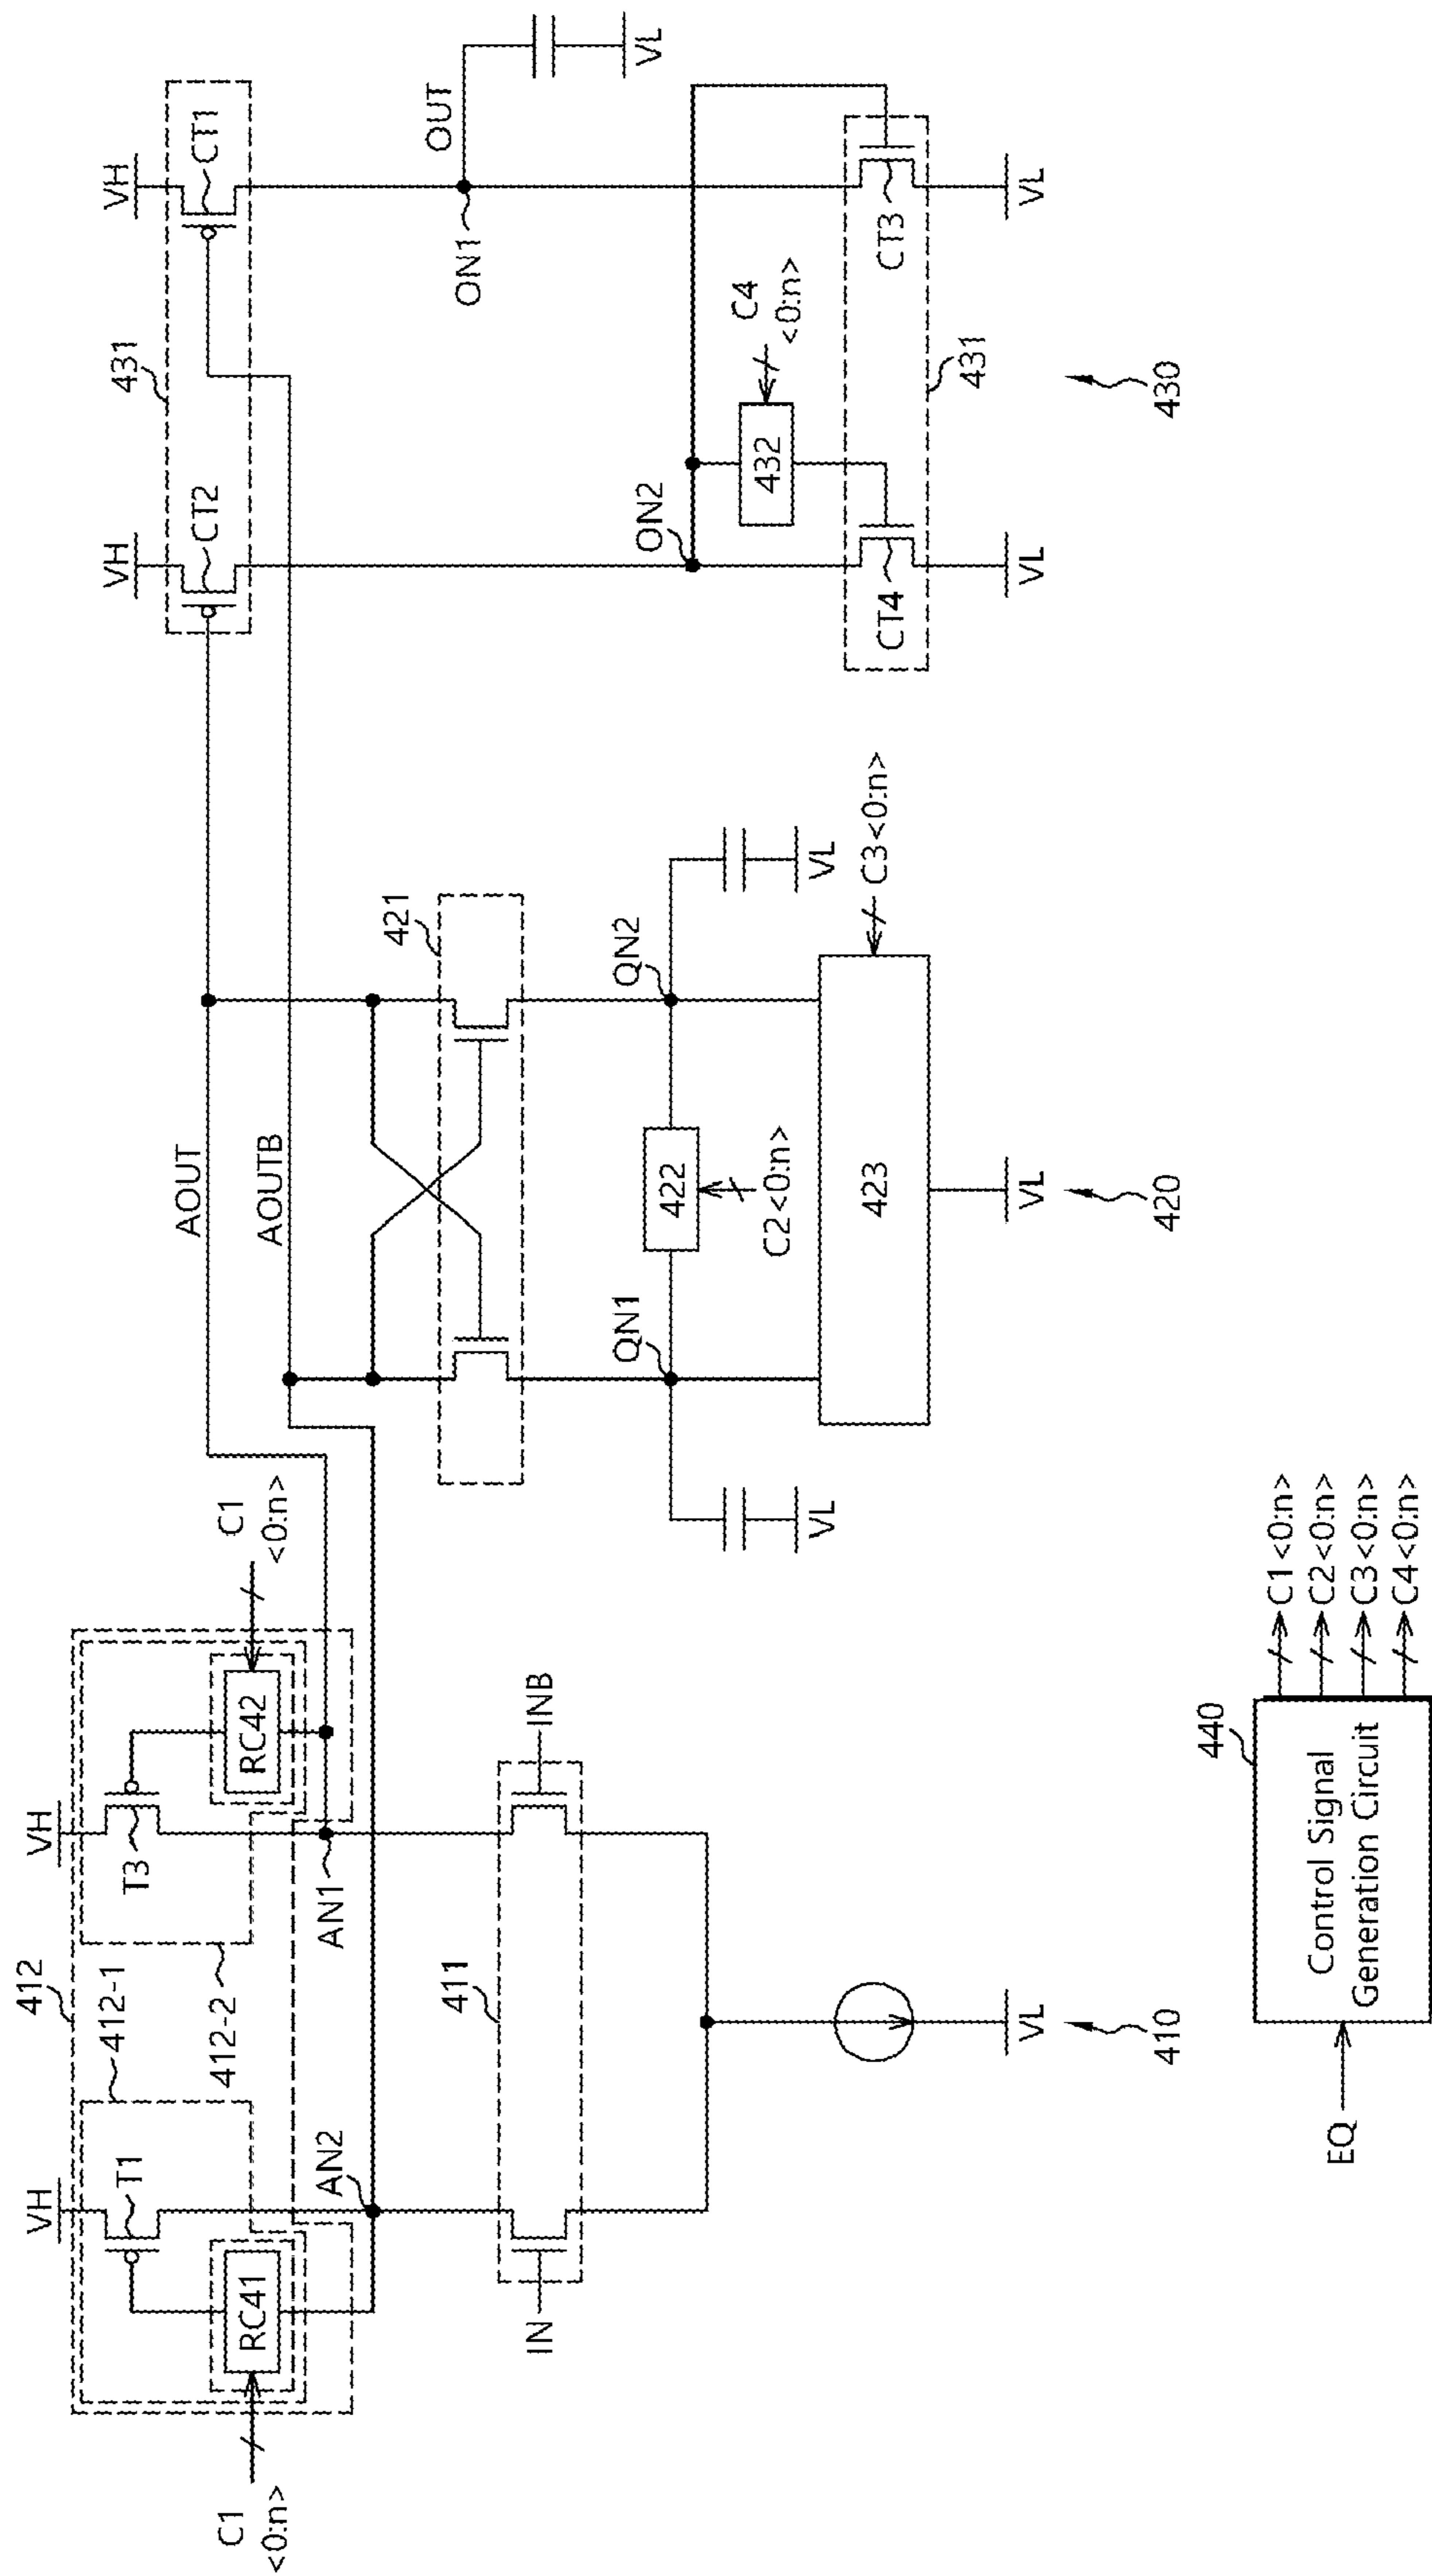 412
412-1
412-2
VH
VH
T1
T3
RC41
RC42
C1
<0:n>
C1
<0:n>
AN2
AN1
411
IN
INB
VL
410
AOUT
AOUTB
421
QN1
QN2
422
C2<0:n>
423
C3<0:n>
VL
VL
VL
420
431
VH
VH
CT2
CT1
OUT
ON1
VL
ON2
432
C4
<0:n>
CT4
CT3
431
VL
VL
430
440
EQ
Control Signal
Generation Circuit
C1<0:n>
C2<0:n>
C3<0:n>
C4<0:n>